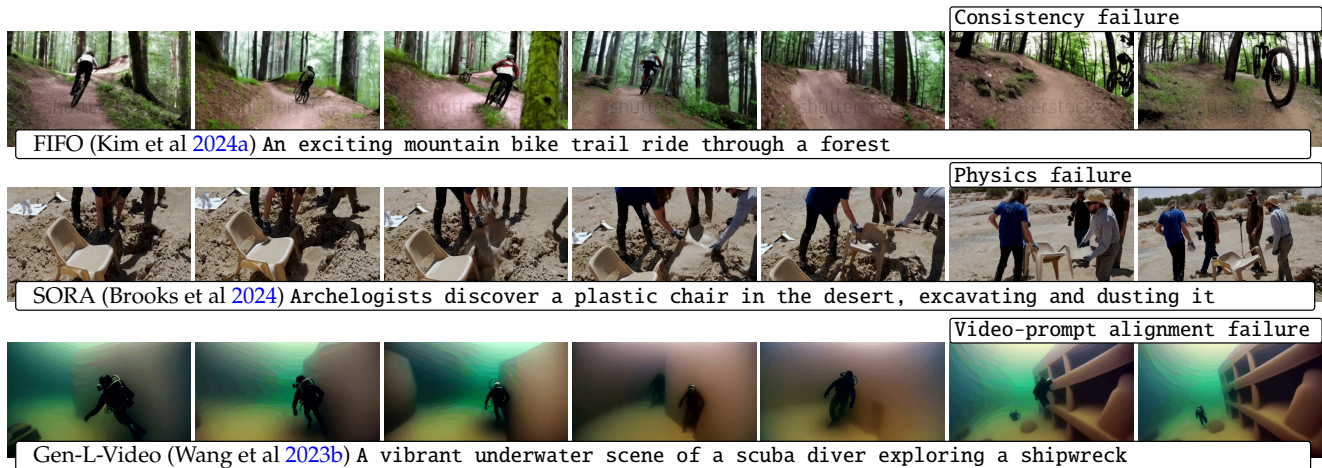 Consistency failure
FIFO (Kim et al 2024a) An exciting mountain bike trail ride through a forest
Physics failure
SORA (Brooks et al 2024) Archelogists discover a plastic chair in the desert, excavating and dusting it
Video-prompt alignment failure
Gen-L-Video (Wang et al 2023b) A vibrant underwater scene of a scuba diver exploring a shipwreck